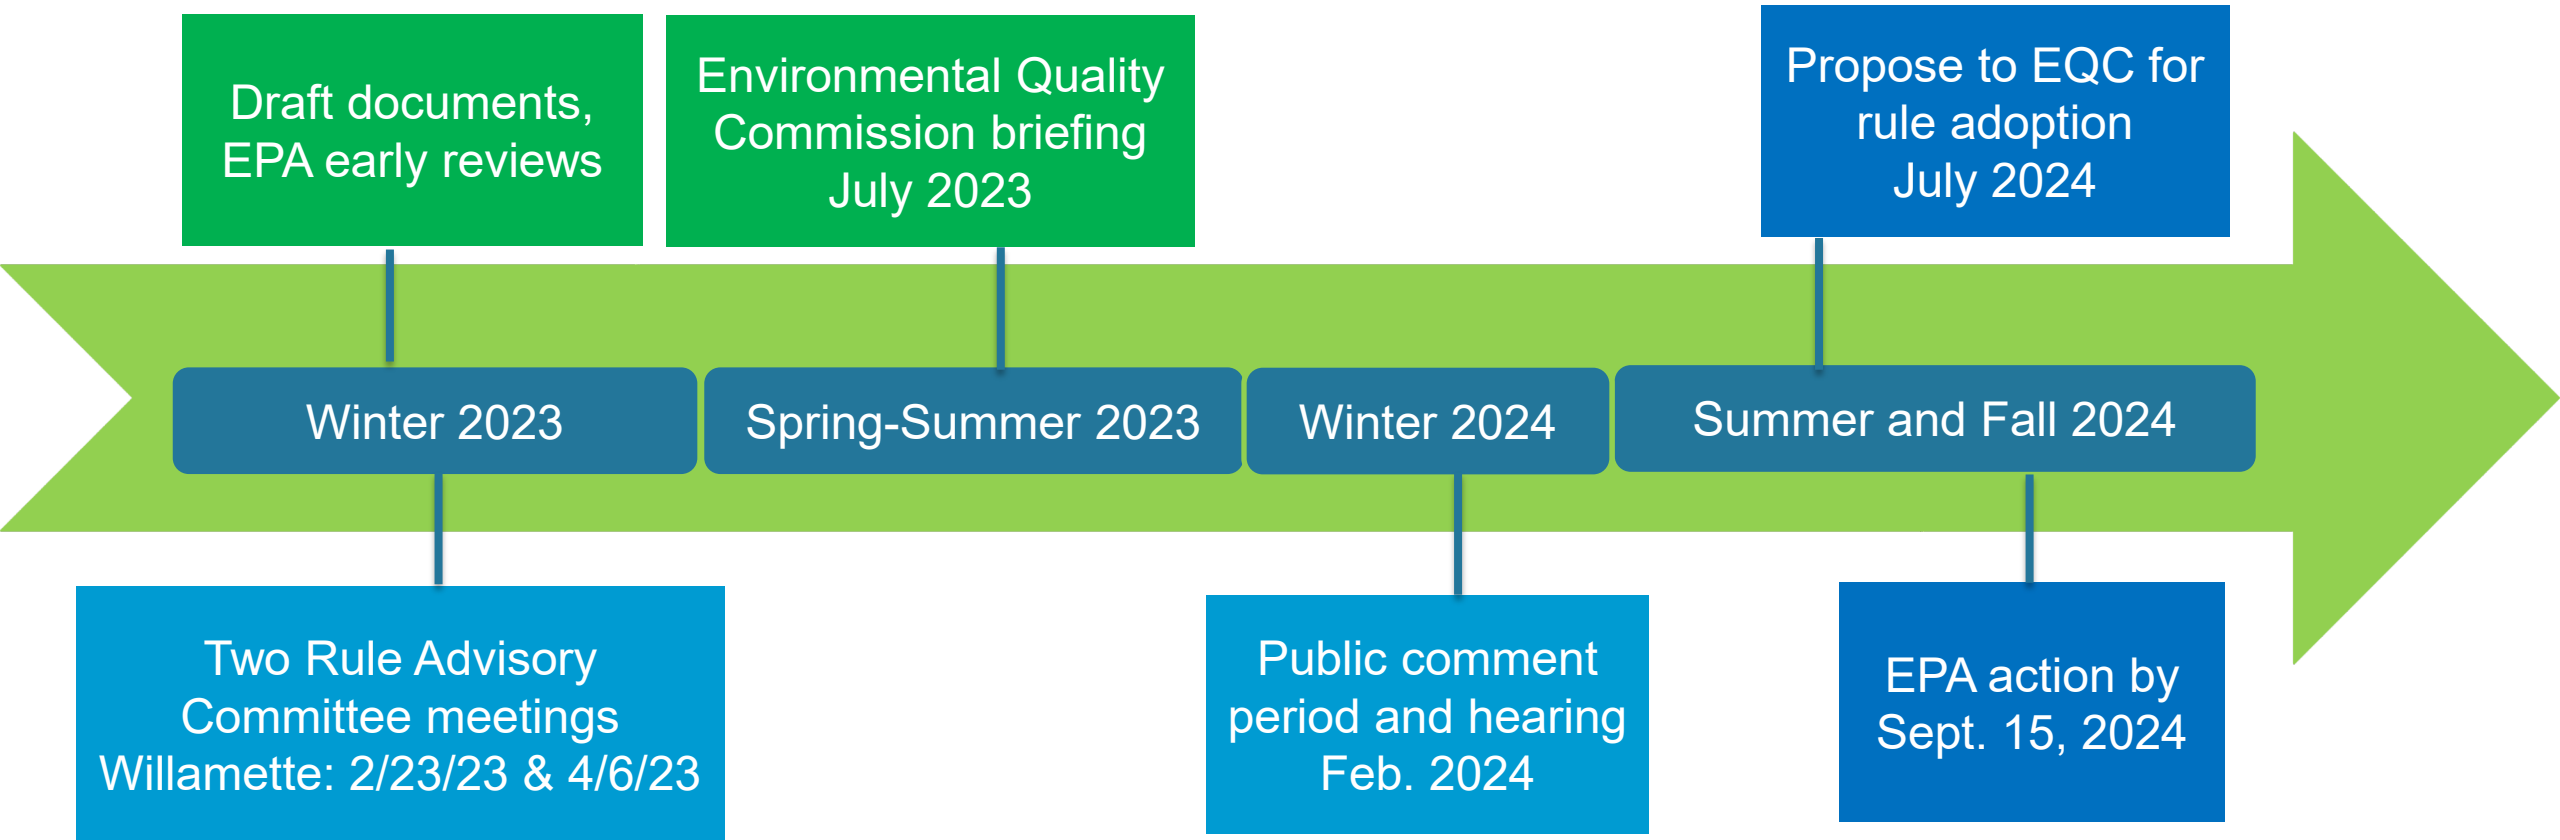 Draft documents,
EPA early reviews
Environmental Quality
Commission briefing
July 2023
Propose to EQC for
rule adoption
July 2024
Winter 2023
Spring-Summer 2023
Winter 2024
Summer and Fall 2024
Two Rule Advisory
Committee meetings
Willamette: 2/23/23 & 4/6/23
Public comment
period and hearing
Feb. 2024
EPA action by
Sept. 15, 2024